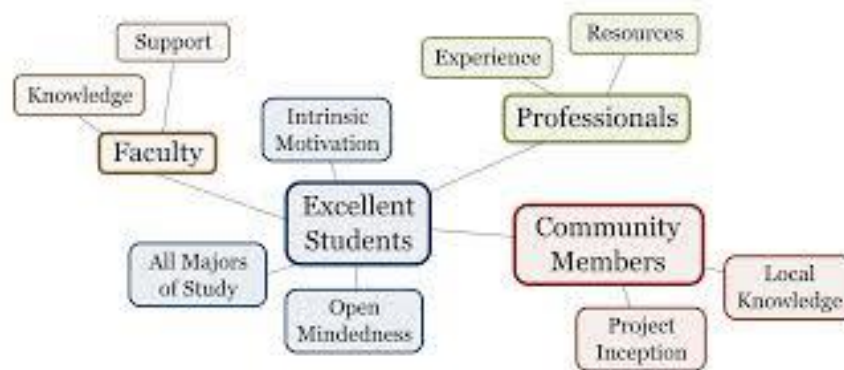 Support
Resources
Experience
Knowledge
Intrinsic
Motivation
Professionals
Faculty
Excellent
Students
Community
Members
All Majors
of Study
Local
Knowledge
Open
Mindedness
Project
Inception